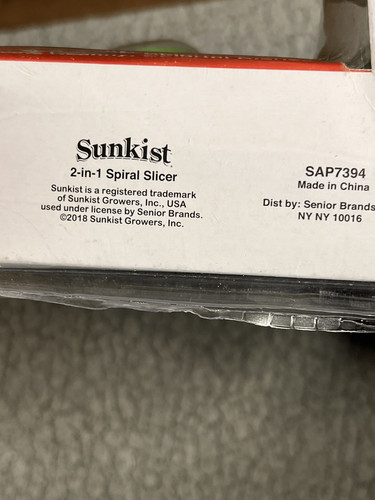 Sunkist
2-in-1 Spiral Slicer
Sunkist is a registered trademark
of Sunkist Growers, Inc., USA
used under license by Senior Brands.
©2018 Sunkist Growers, Inc.
SAP7394
Made in China
Dist by: Senior Brands
NY NY 10016